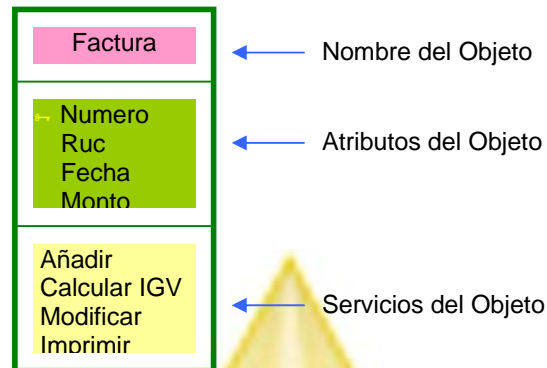 Factura
Nombre del Objeto
Numero
Ruc
Fecha
Monto
Atributos del Objeto
Añadir
Calcular IGV
Modificar
Imprimir
Servicios del Objeto